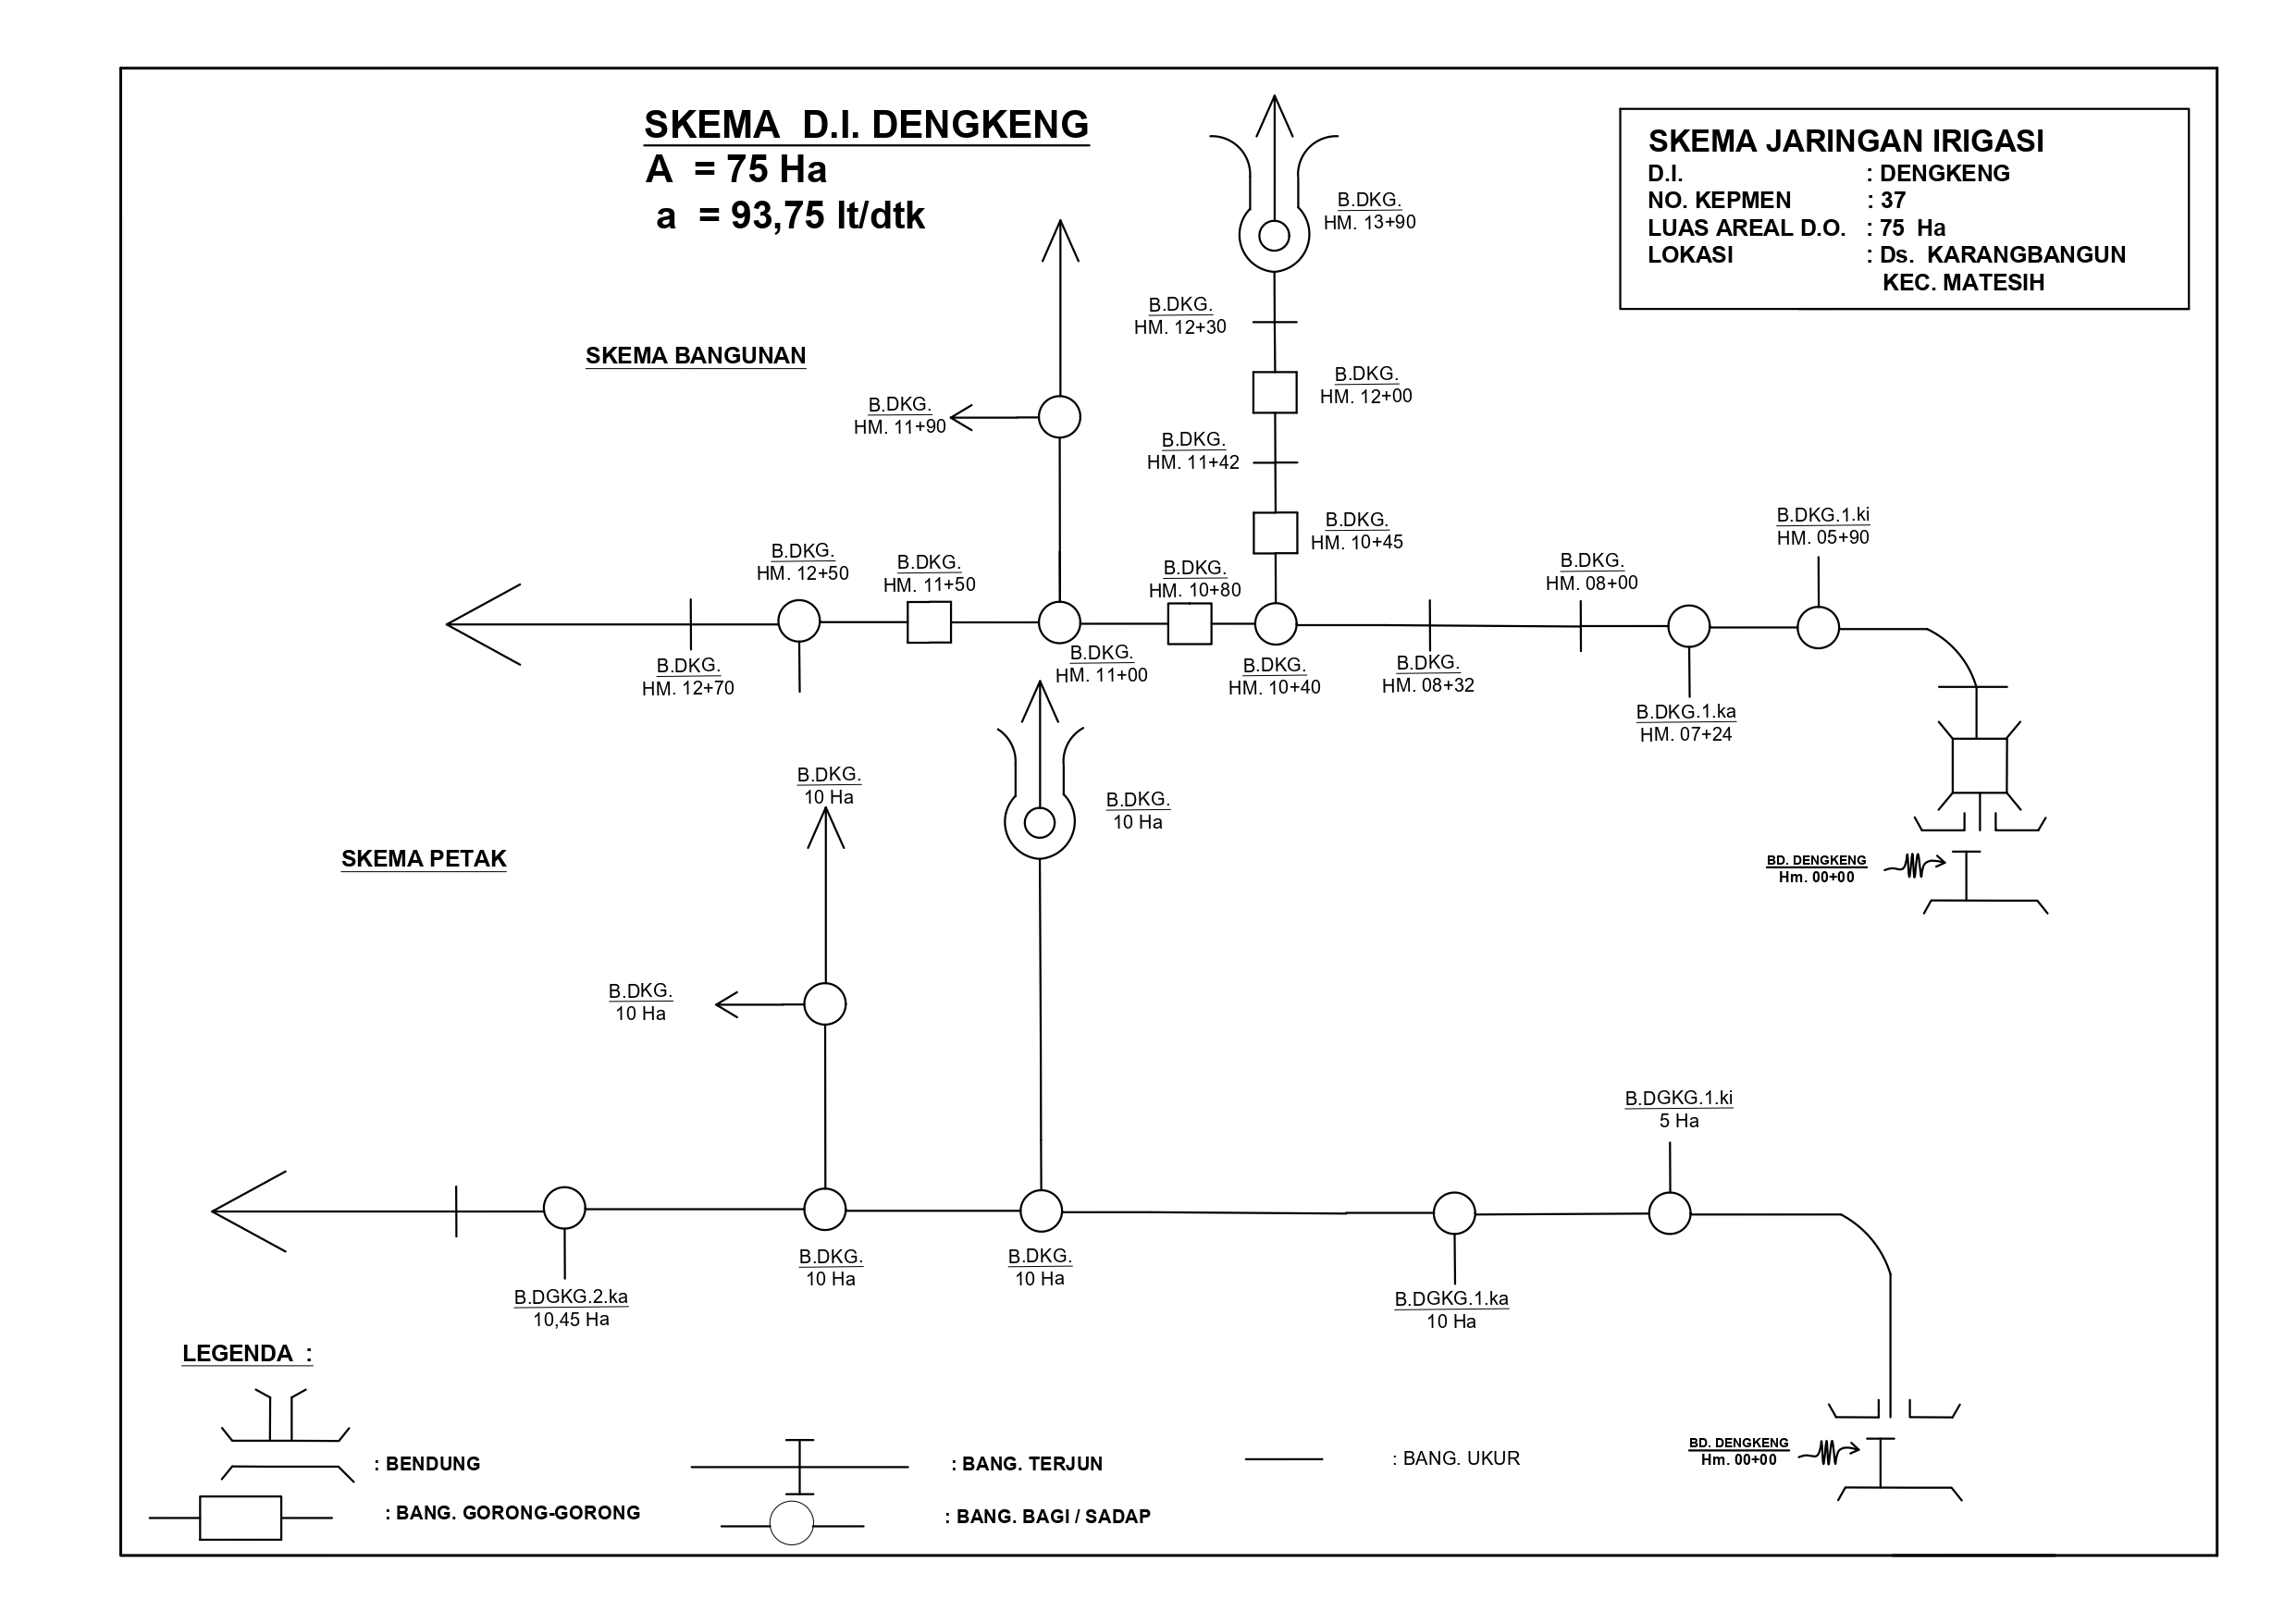 SKEMA D.I. DENGKENG
A = 75 Ha
a = 93,75 lt/dtk
SKEMA JARINGAN IRIGASI
D.I. : DENGKENG
NO. KEPMEN : 37
LUAS AREAL D.O. : 75 Ha
LOKASI : Ds. KARANGBANGUN
KEC. MATESIH
B.DKG.
HM. 13+90
B.DKG.
HM. 12+30
SKEMA BANGUNAN
B.DKG.
HM. 12+00
B.DKG.
HM. 11+90
B.DKG.
HM. 11+42
B.DKG.
HM. 10+45
B.DKG.1.ki
HM. 05+90
B.DKG.
HM. 12+50
B.DKG.
HM. 11+50
B.DKG.
HM. 10+80
B.DKG.
HM. 08+00
B.DKG.
HM. 12+70
B.DKG.
HM. 11+00
B.DKG.
HM. 10+40
B.DKG.
HM. 08+32
B.DKG.1.ka
HM. 07+24
B.DKG.
10 Ha
B.DKG.
10 Ha
SKEMA PETAK
BD. DENGKENG
Hm. 00+00
B.DKG.
10 Ha
B.DGKG.1.ki
5 Ha
B.DKG.
10 Ha
B.DKG.
10 Ha
B.DGKG.2.ka
10,45 Ha
B.DGKG.1.ka
10 Ha
LEGENDA :
: BENDUNG
: BANG. TERJUN
: BANG. UKUR
BD. DENGKENG
Hm. 00+00
: BANG. GORONG-GORONG
: BANG. BAGI / SADAP